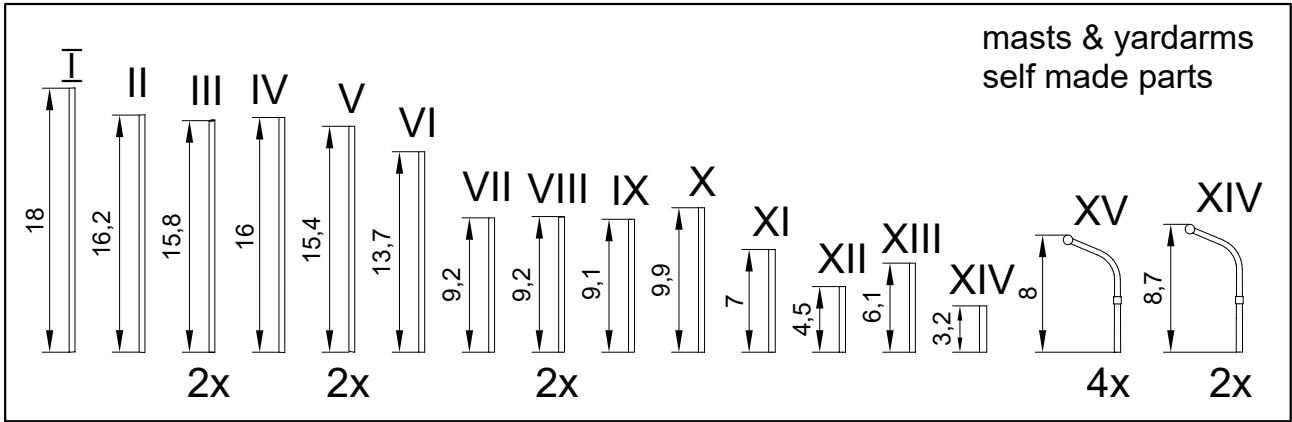 masts & yardarms
self made parts
I
II
III
IV
V
VI
VII
VIII
IX
X
XI
XII
XIII
XIV
XV
XIV
18
16,2
15,8
16
15,4
13,7
9,2
9,2
9,1
9,9
7
4,5
6,1
3,2
8
8,7
2x
2x
2x
4x
2x